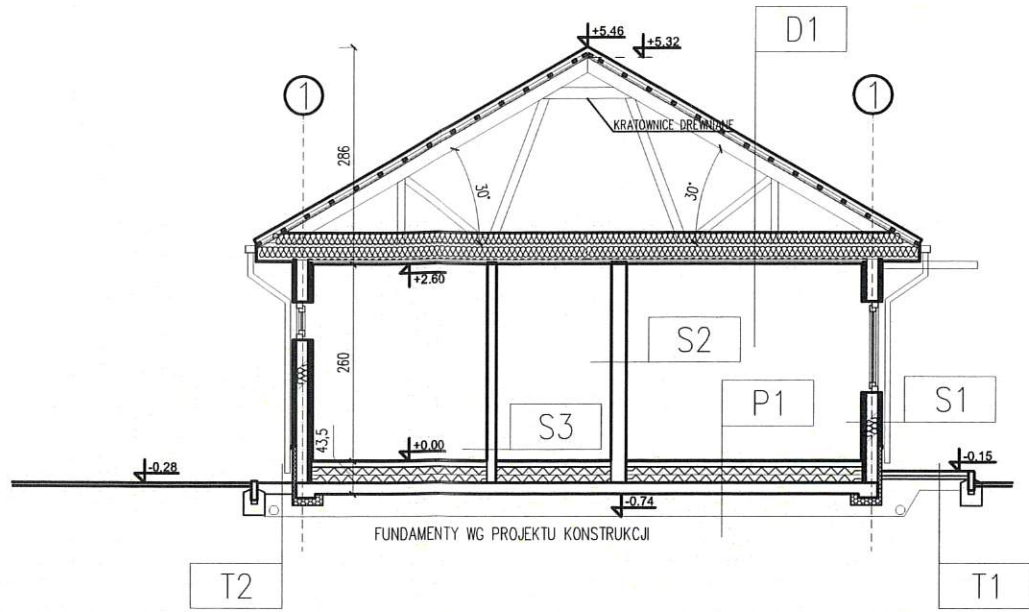 +5.46
+5.32
D1
1
1
KRATOWNICE DREWNIANE
286
30°
30°
+2.60
S2
260
P1
S1
S3
43,5
+0.00
-0.28
-0.15
-0.74
FUNDAMENTY WG PROJEKTU KONSTRUKCJI
T2
T1